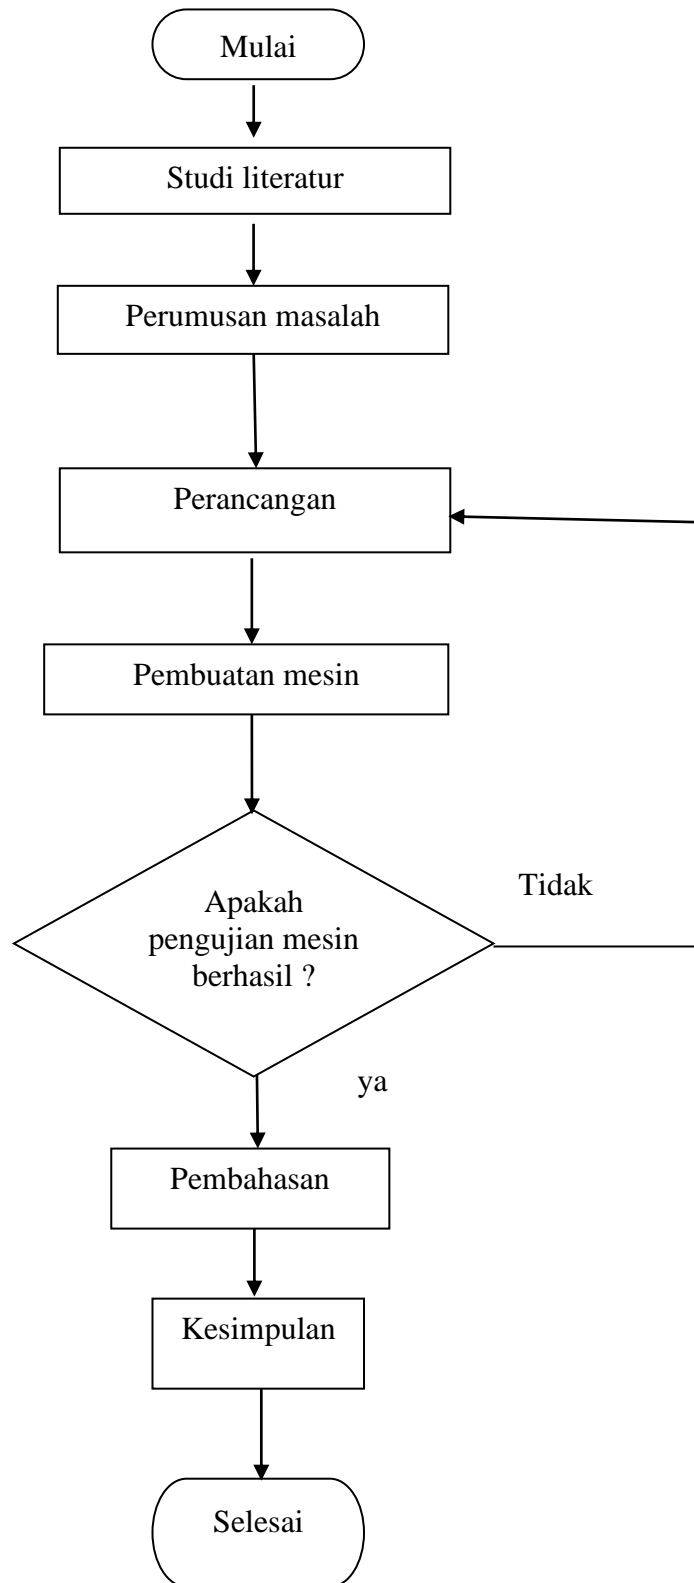 Mulai
Studi literatur
Perumusan masalah
Perancangan
Pembuatan mesin
Tidak
Apakah
pengujian mesin
berhasil ?
ya
Pembahasan
Kesimpulan
Selesai